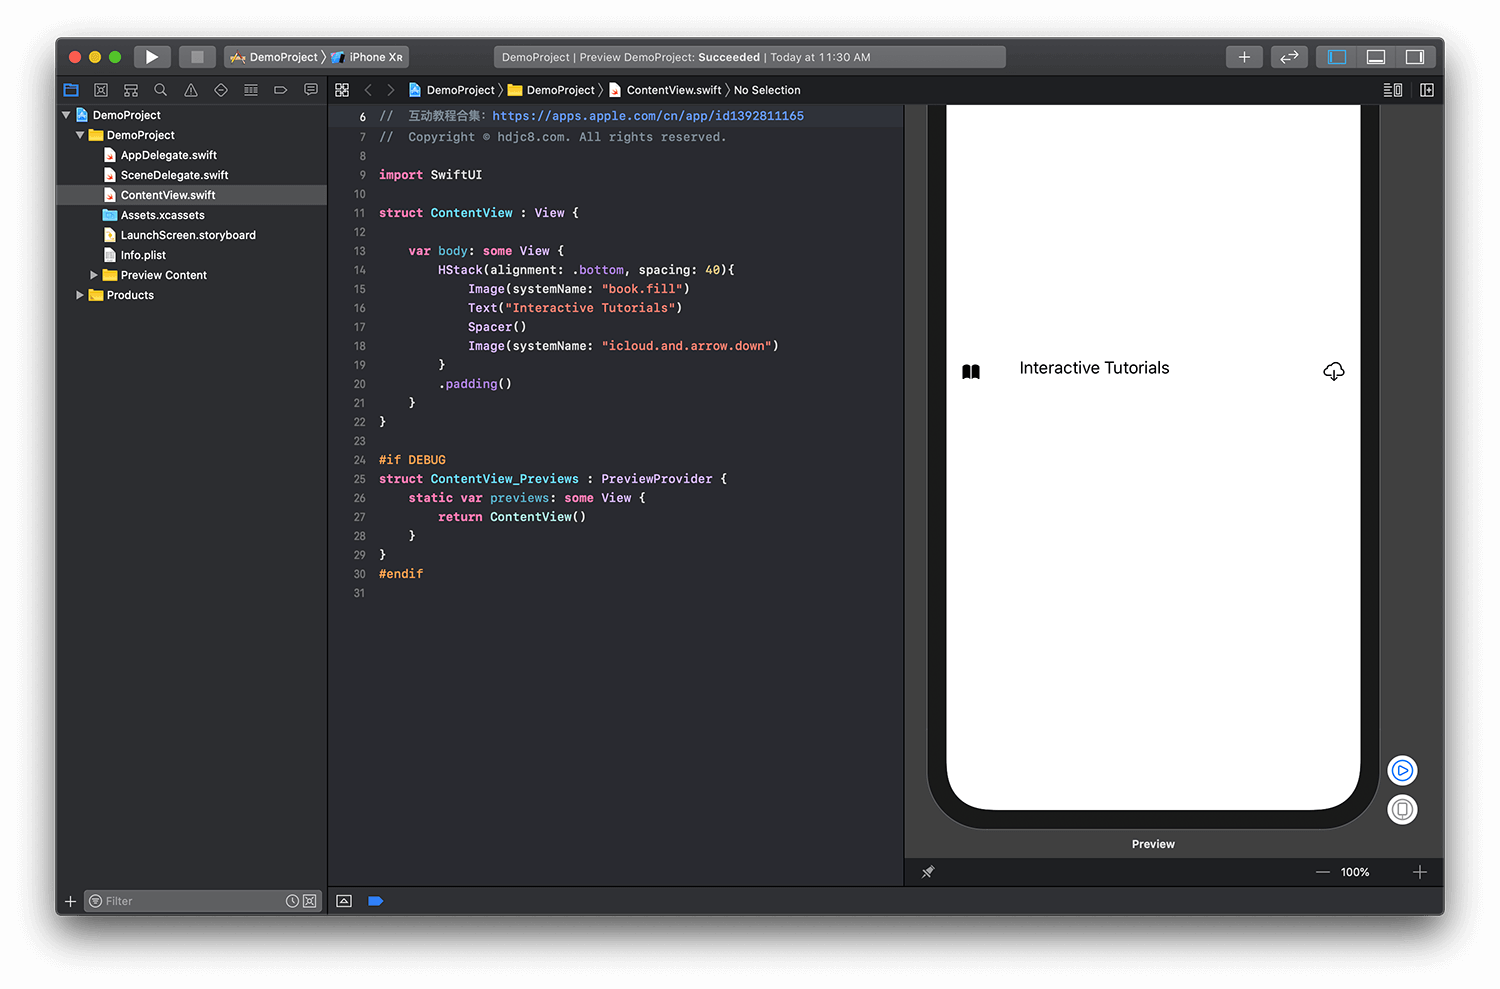 DemoProject 〉 iPhone XR
DemoProject | Preview DemoProject: Succeeded | Today at 11:30 AM
DemoProject 〉 DemoProject 〉 ContentView.swift 〉 No Selection
DemoProject
DemoProject
AppDelegate.swift
SceneDelegate.swift
ContentView.swift
Assets.xcassets
LaunchScreen.storyboard
Info.plist
Preview Content
Products
Filter
6 //  互动教程合集：https://apps.apple.com/cn/app/id1392811165
7 //  Copyright © hdjc8.com. All rights reserved.
8
9 import SwiftUI
10
11 struct ContentView : View {
12
13     var body: some View {
14         HStack(alignment: .bottom, spacing: 40){
15             Image(systemName: "book.fill")
16             Text("Interactive Tutorials")
17             Spacer()
18             Image(systemName: "icloud.and.arrow.down")
19         }
20         .padding()
21     }
22 }
23
24 #if DEBUG
25 struct ContentView_Previews : PreviewProvider {
26     static var previews: some View {
27         return ContentView()
28     }
29 }
30 #endif
31
Interactive Tutorials
Preview
100%